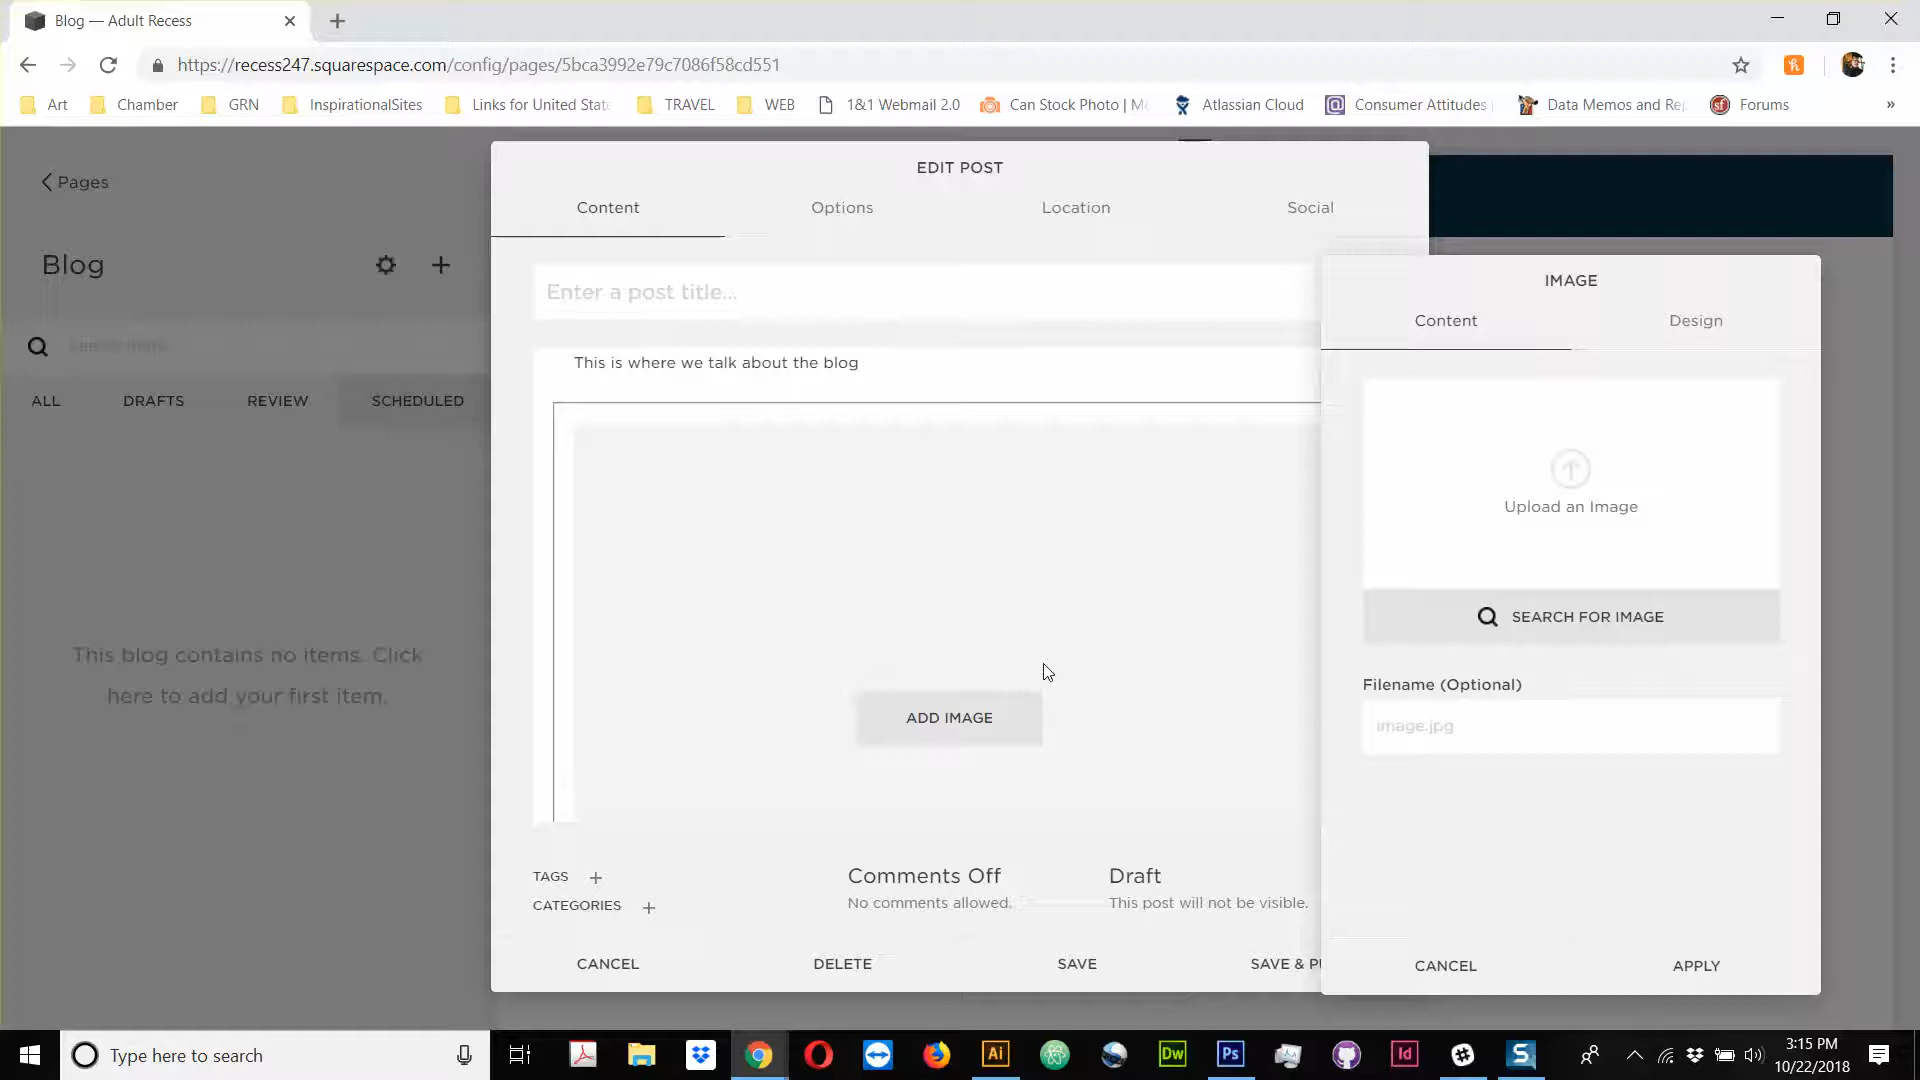 Blog — Adult Recess
https://recess247.squarespace.com/config/pages/5bca3992e79c7086f58cd551
Art
Chamber
GRN
InspirationalSites
Links for United Stat
TRAVEL
WEB
1&1 Webmail 2.0
Can Stock Photo | M
Atlassian Cloud
Consumer Attitudes
Data Memos and Rep
Forums
»
Pages
Blog
ALL
DRAFTS
REVIEW
SCHEDULED
This blog contains no items. Click
here to add your first item.
EDIT POST
Content
Options
Location
Social
Enter a post title...
This is where we talk about the blog
ADD IMAGE
TAGS +
CATEGORIES +
Comments Off
No comments allowed.
Draft
This post will not be visible.
CANCEL
DELETE
SAVE
SAVE & PU
IMAGE
Content
Design
Upload an Image
SEARCH FOR IMAGE
Filename (Optional)
image.jpg
CANCEL
APPLY
Type here to search
Ai
Dw
Ps
Id
S
3:15 PM
10/22/2018